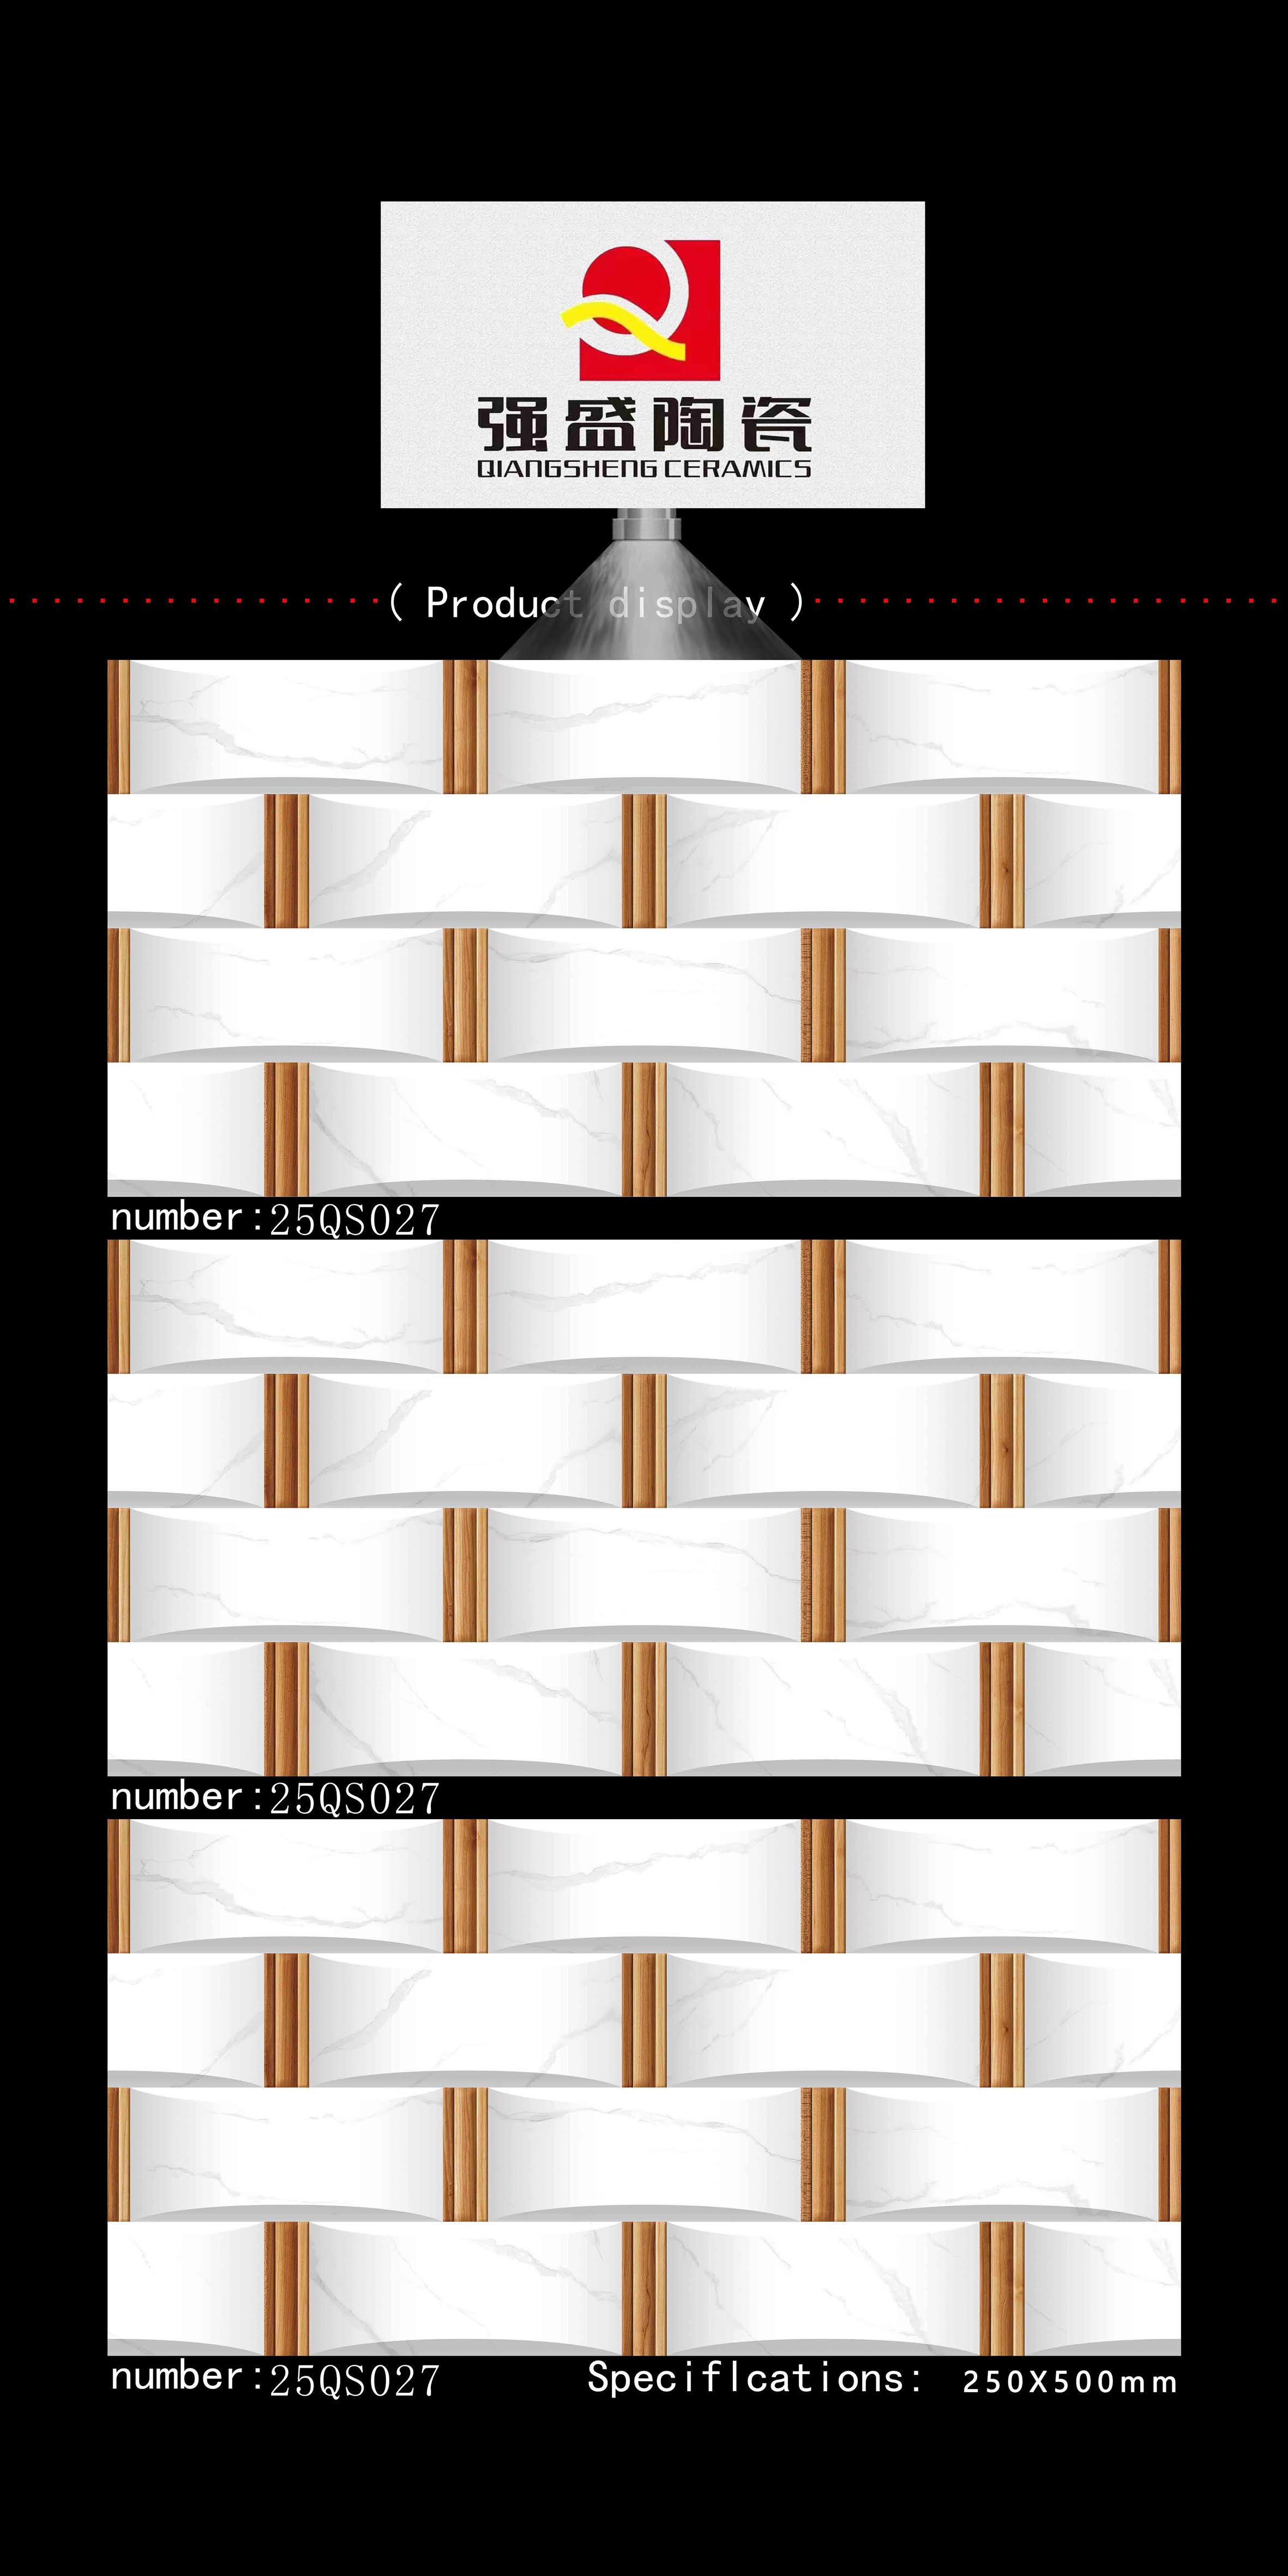 强盛陶瓷
QIANGSHENG CERAMICS
( Product display )
number:25QS027
number:25QS027
number:25QS027 Speciflcations: 250X500mm